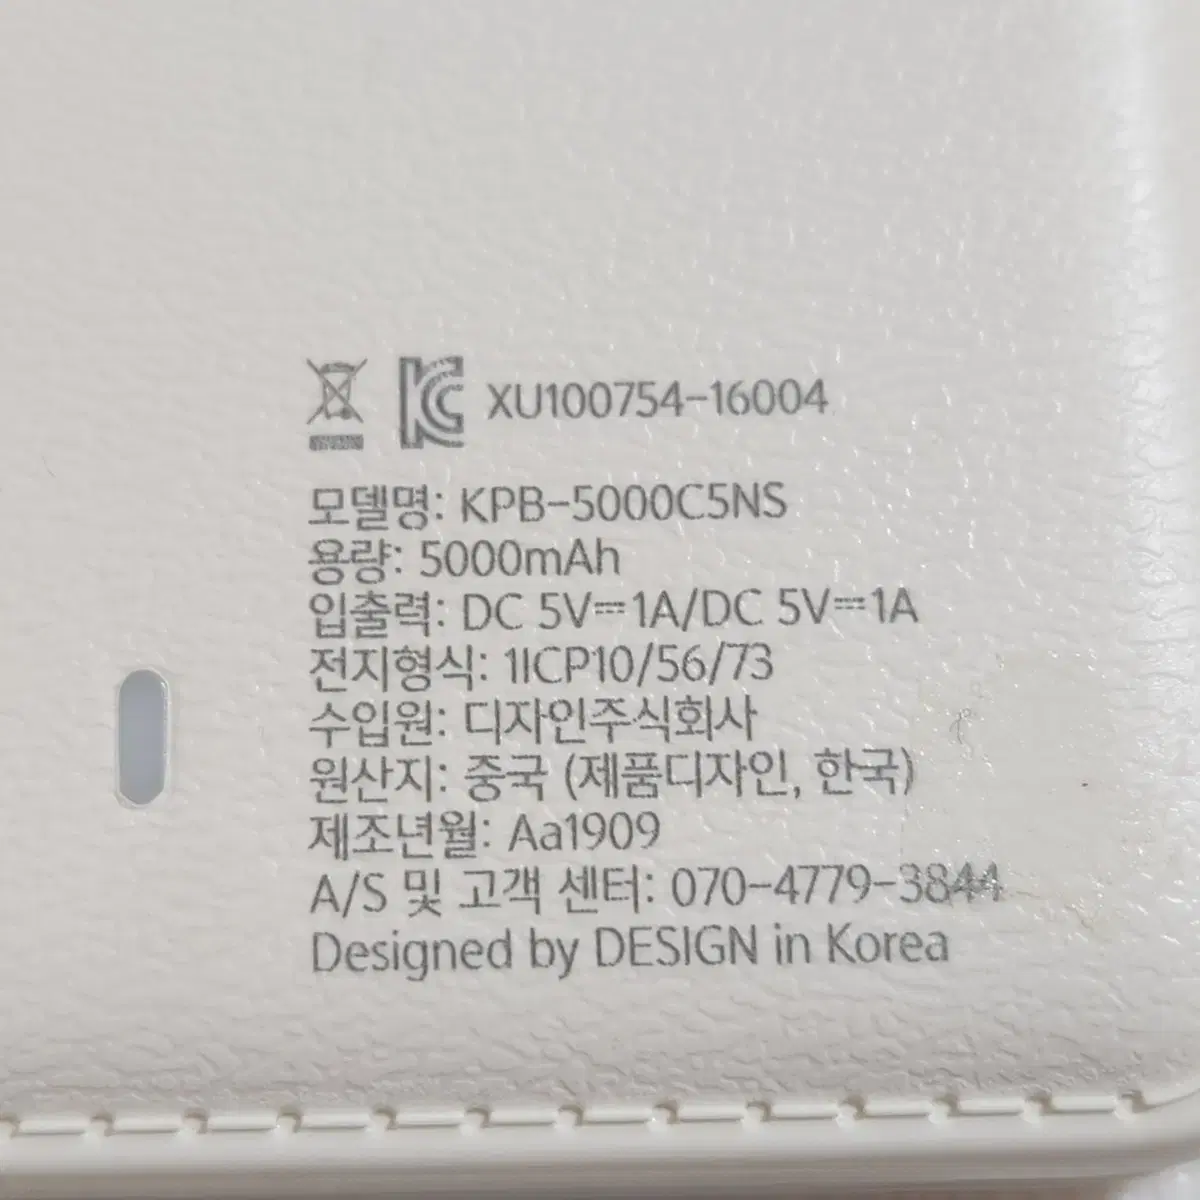 KC XU100754-16004
모델명: KPB-5000C5NS
용량: 5000mAh
입출력: DC 5V⎓1A/DC 5V⎓1A
전지형식: 1ICP10/56/73
수입원: 디자인주식회사
원산지: 중국 (제품디자인, 한국)
제조년월: Aa1909
A/S 및 고객 센터: 070-4779-3844
Designed by DESIGN in Korea